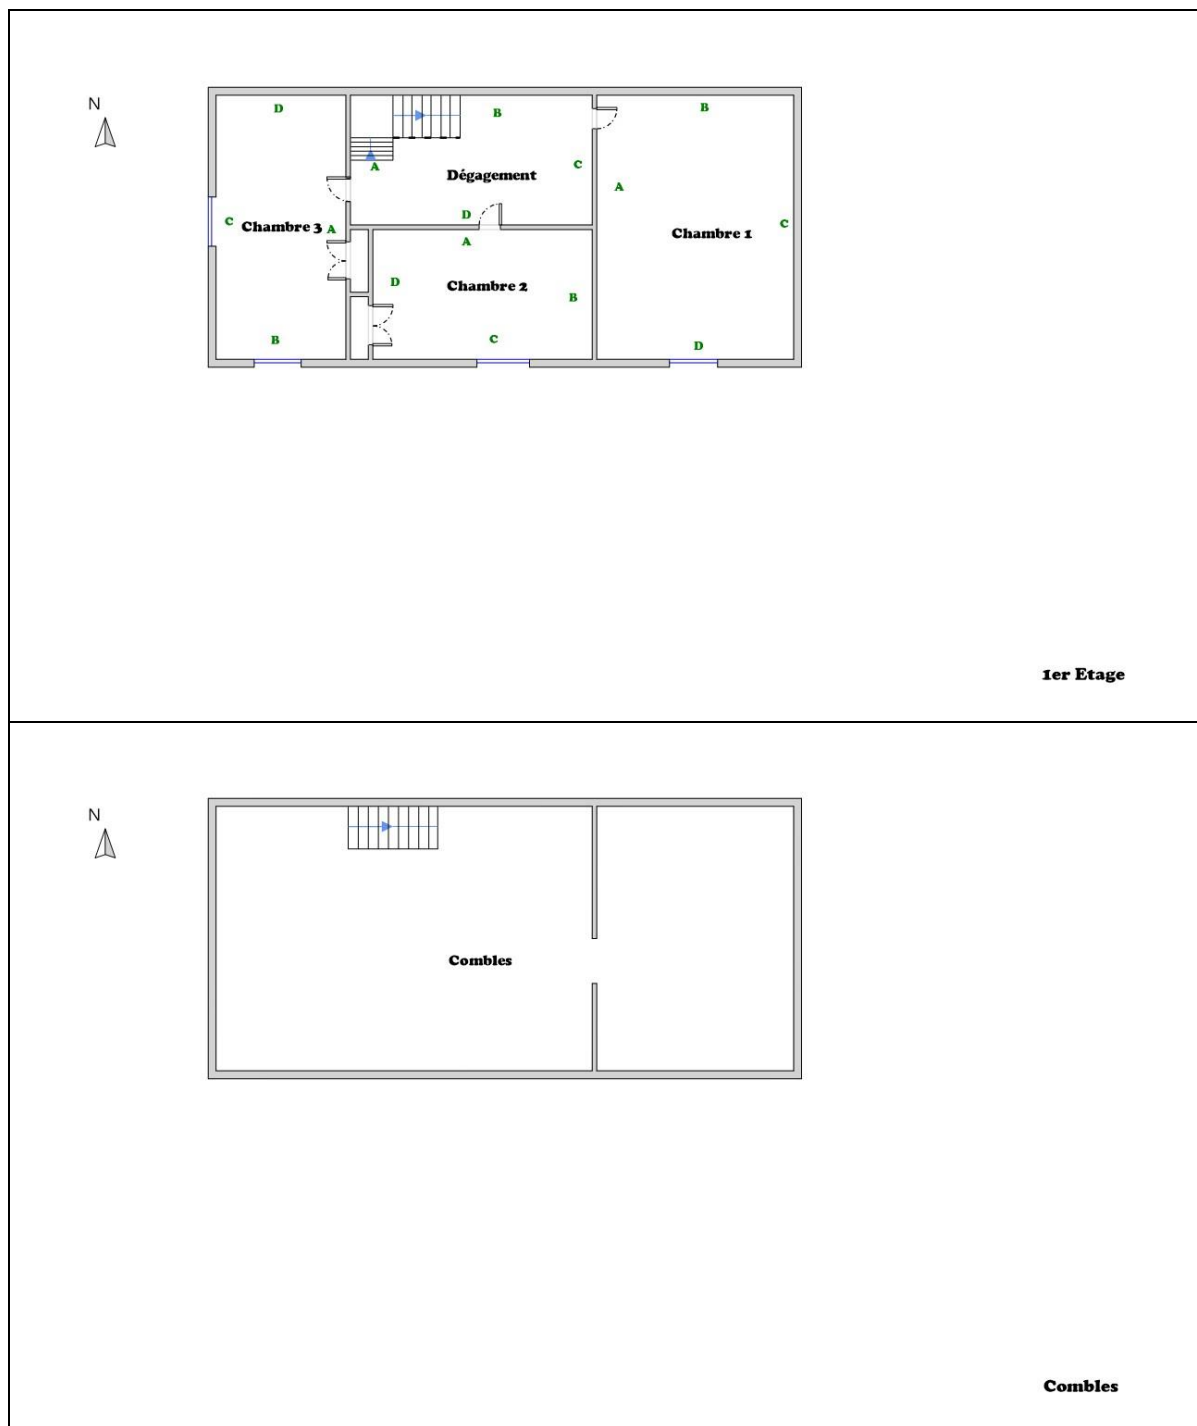 N
D
B
B
A
Dégagement
C
A
C
Chambre 3
A
D
A
C
Chambre 1
D
Chambre 2
B
B
C
D
1er Etage
N
Combles
Combles